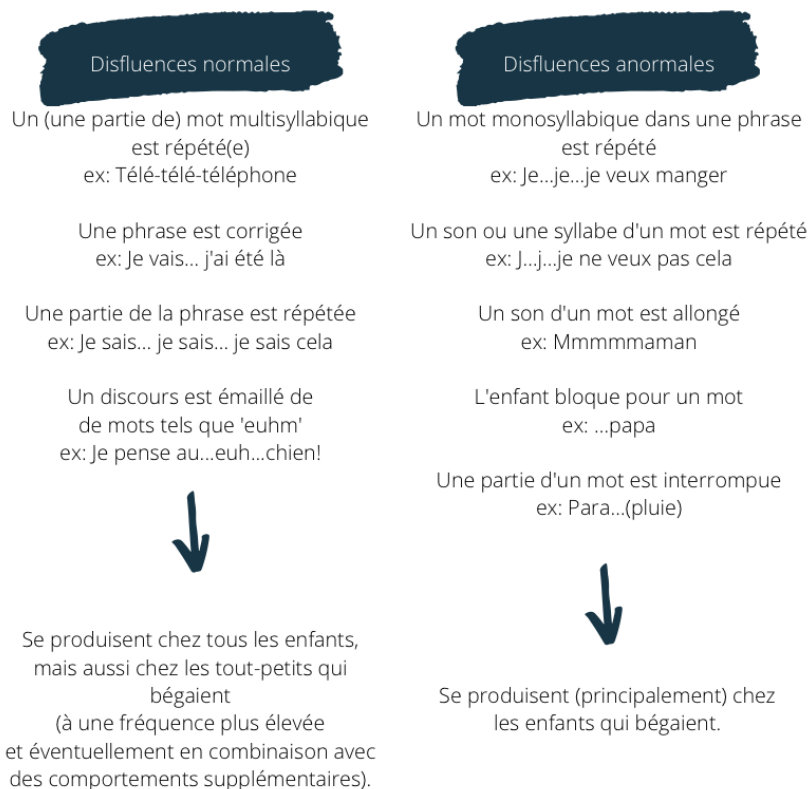 Disfluences normales
Un (une partie de) mot multisyllabique
est répété(e)
ex: Télé-télé-téléphone
Une phrase est corrigée
ex: Je vais... j'ai été là
Une partie de la phrase est répétée
ex: Je sais... je sais... je sais cela
Un discours est émaillé de
de mots tels que 'euhm'
ex: Je pense au...euh...chien!
Se produisent chez tous les enfants,
mais aussi chez les tout-petits qui
bégaient
(à une fréquence plus élevée
et éventuellement en combinaison avec
des comportements supplémentaires).
Disfluences anormales
Un mot monosyllabique dans une phrase
est répété
ex: Je...je...je veux manger
Un son ou une syllabe d'un mot est répété
ex: J...j...je ne veux pas cela
Un son d'un mot est allongé
ex: Mmmmmaman
L'enfant bloque pour un mot
ex: ...papa
Une partie d'un mot est interrompue
ex: Para...(pluie)
Se produisent (principalement) chez
les enfants qui bégaient.